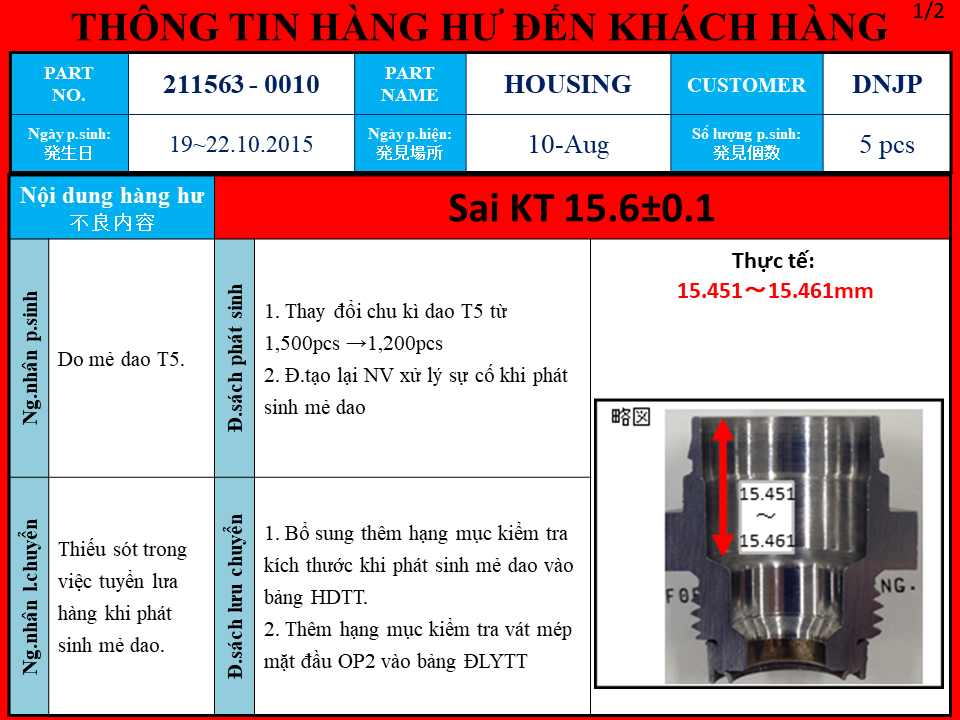 1/2
THÔNG TIN HÀNG HƯ ĐẾN KHÁCH HÀNG
PART NO.
211563 - 0010
PART NAME
HOUSING
CUSTOMER
DNJP
Ngày p.sinh:
発生日
19~22.10.2015
Ngày p.hiện:
発見場所
10-Aug
Số lượng p.sinh:
発見個数
5 pcs
Nội dung hàng hư
不良内容
Sai KT 15.6±0.1
Ng.nhân p.sinh
Do mẻ dao T5.
Đ.sách phát sinh
1. Thay đổi chu kì dao T5 từ
1,500pcs →1,200pcs
2. Đ.tạo lại NV xử lý sự cố khi phát
sinh mẻ dao
Thực tế:
15.451～15.461mm
略図
15.451
～
15.461
FOR
NG.
Ng.nhân l.chuyển
Thiếu sót trong
việc tuyển lưa
hàng khi phát
sinh mẻ dao.
Đ.sách lưu chuyển
1. Bổ sung thêm hạng mục kiểm tra
kích thước khi phát sinh mẻ dao vào
bảng HDTT.
2. Thêm hạng mục kiểm tra vát mép
mặt đầu OP2 vào bảng ĐLYTT